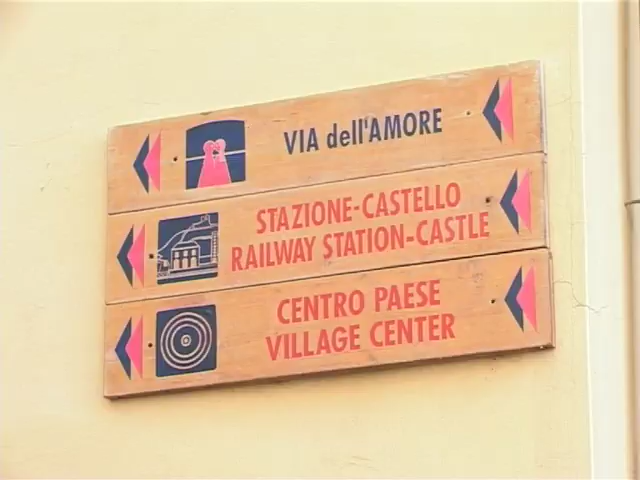 VIA dell'AMORE
STAZIONE-CASTELLO
RAILWAY STATION-CASTLE
CENTRO PAESE
VILLAGE CENTER